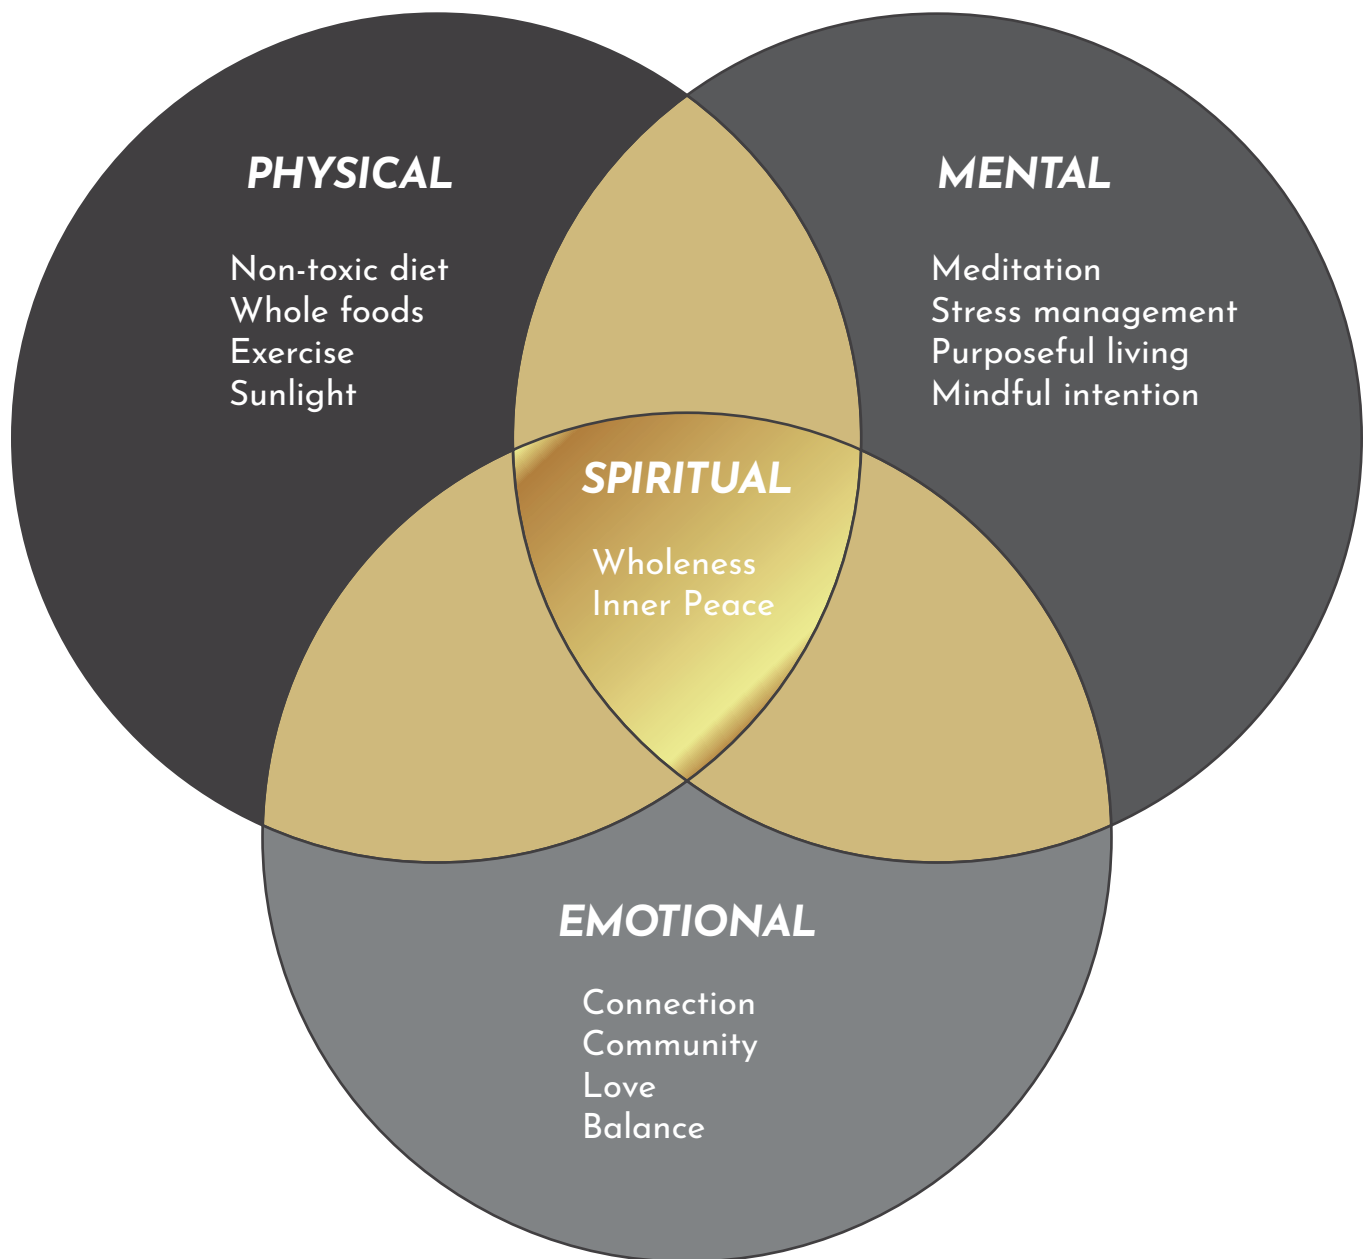 PHYSICAL
Non-toxic diet
Whole foods
Exercise
Sunlight
MENTAL
Meditation
Stress management
Purposeful living
Mindful intention
SPIRITUAL
Wholeness
Inner Peace
EMOTIONAL
Connection
Community
Love
Balance